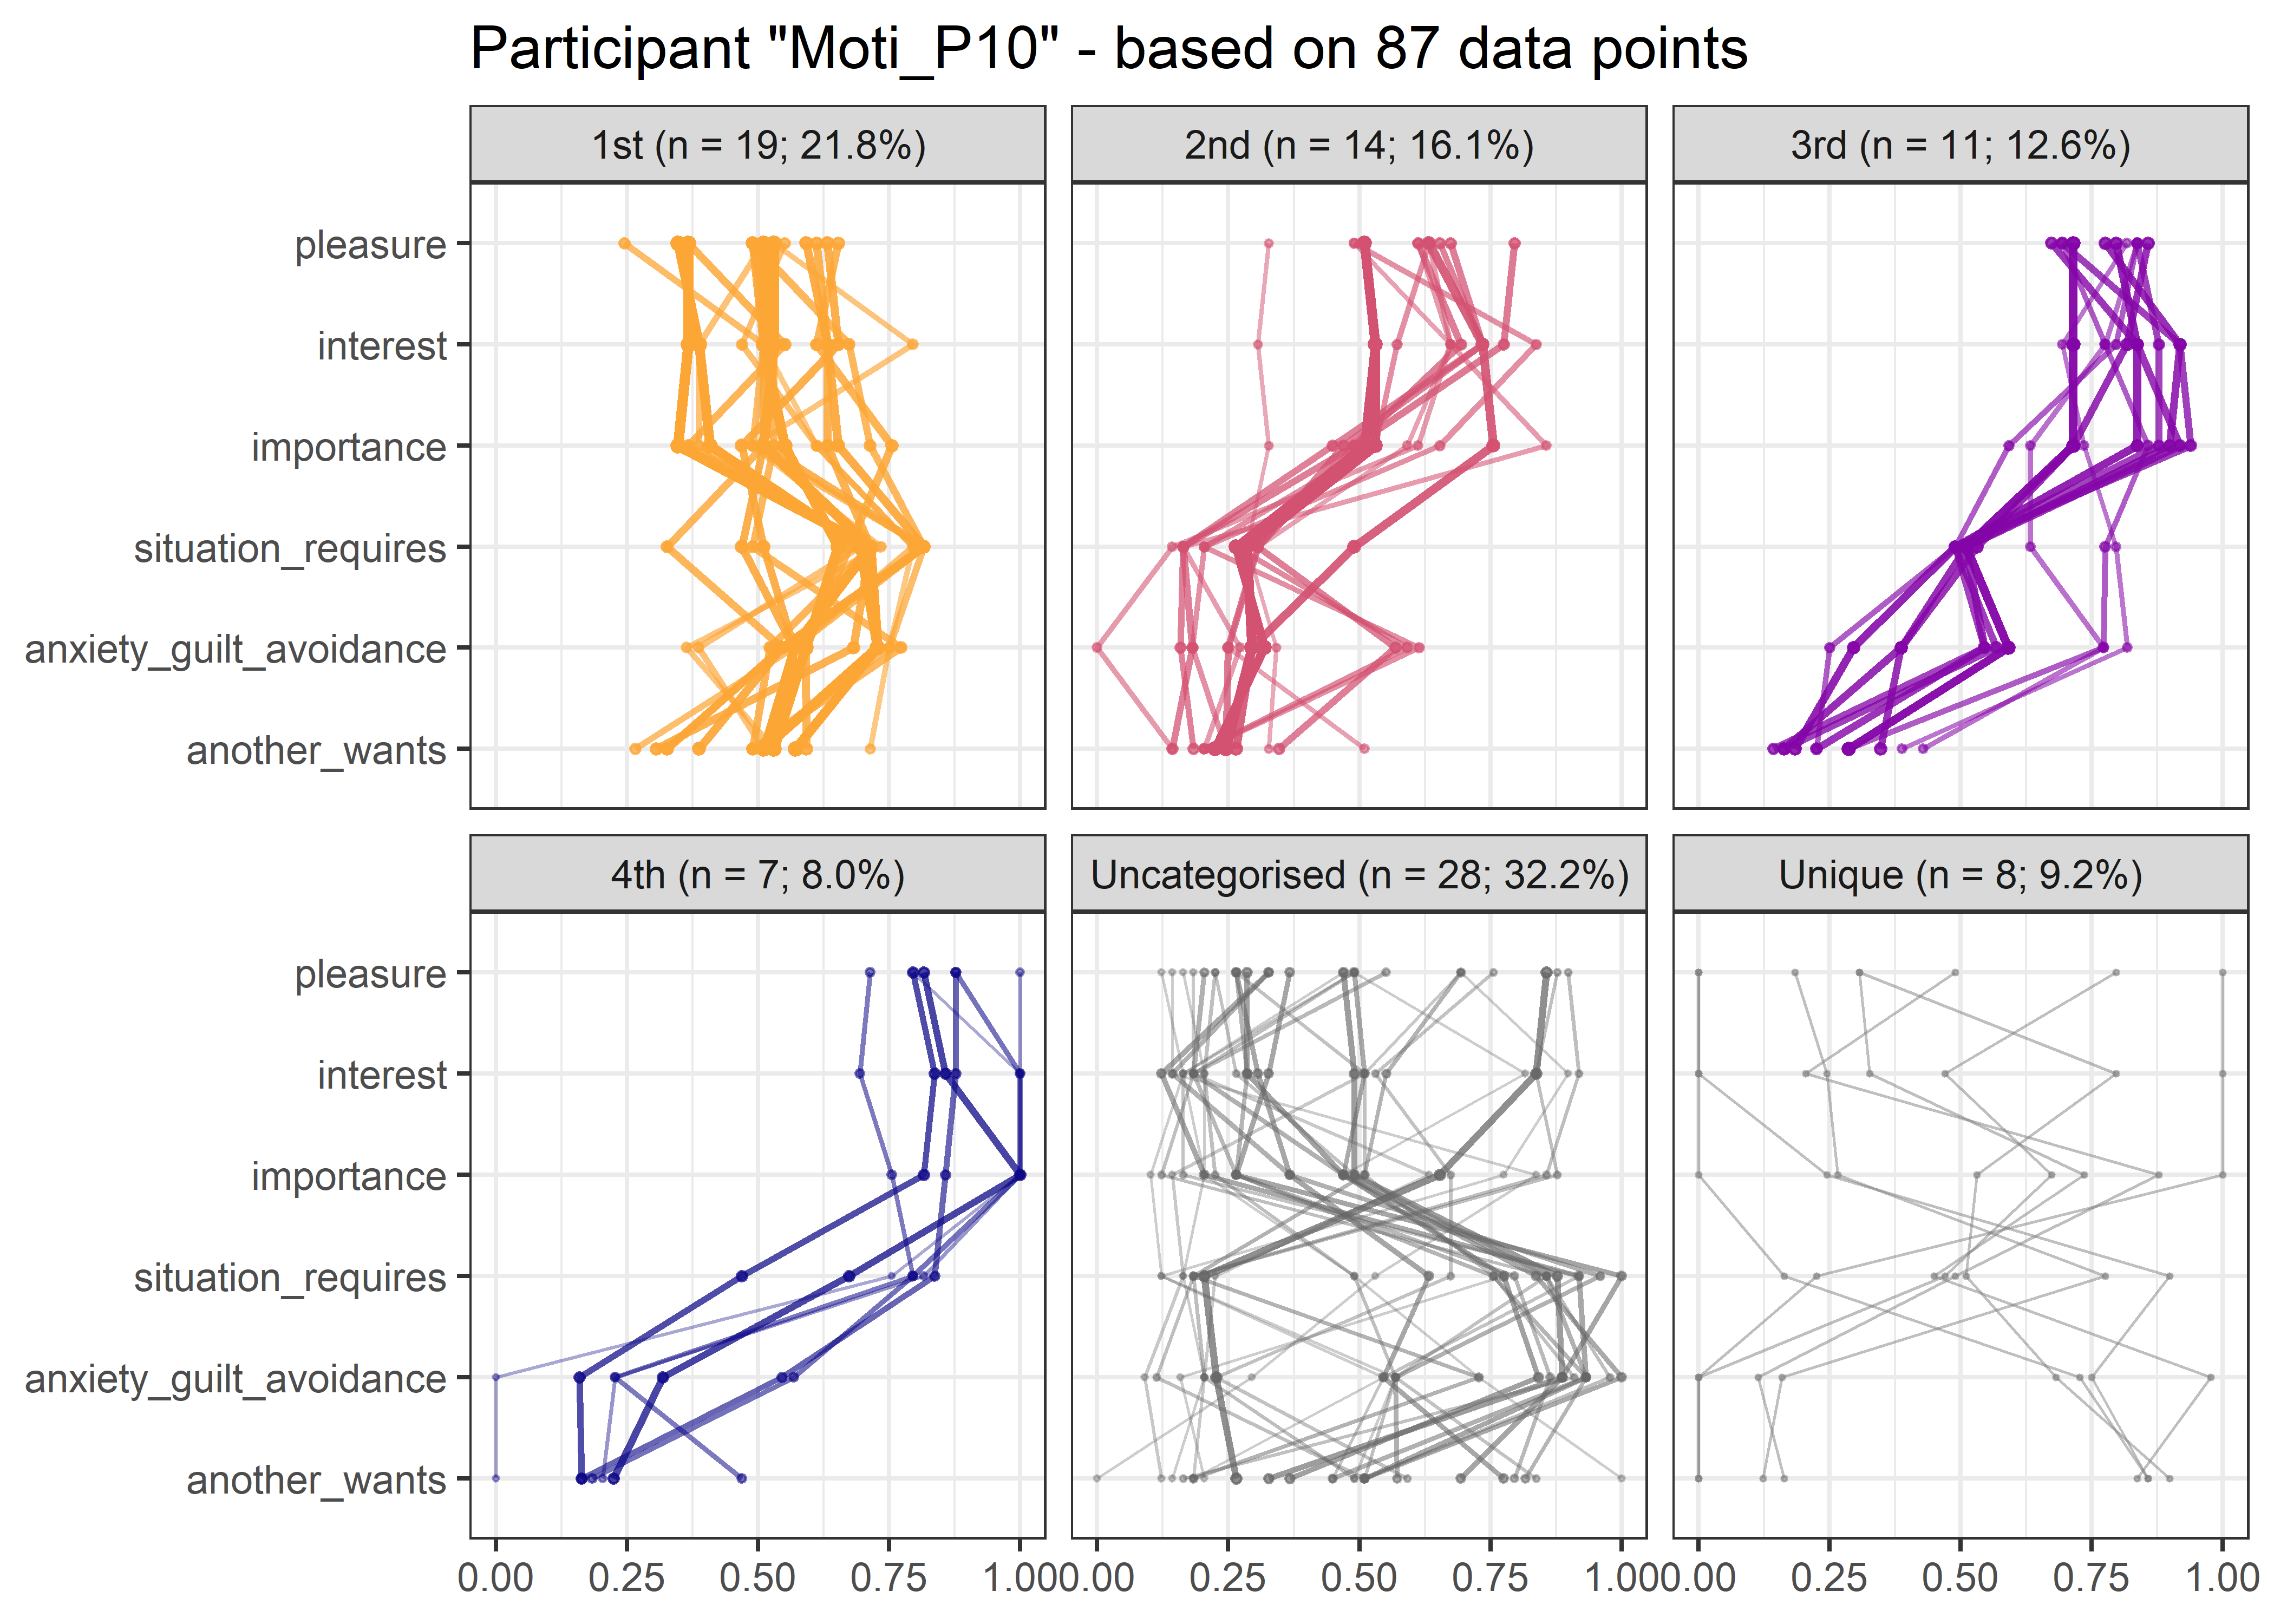 Participant "Moti_P10" - based on 87 data points
1st (n = 19; 21.8%)
2nd (n = 14; 16.1%)
3rd (n = 11; 12.6%)
pleasure
interest
importance
situation_requires
anxiety_guilt_avoidance
another_wants
4th (n = 7; 8.0%)
Uncategorised (n = 28; 32.2%)
Unique (n = 8; 9.2%)
pleasure
interest
importance
situation_requires
anxiety_guilt_avoidance
another_wants
0.00 0.25 0.50 0.75 1.00
0.00 0.25 0.50 0.75 1.00
0.00 0.25 0.50 0.75 1.00